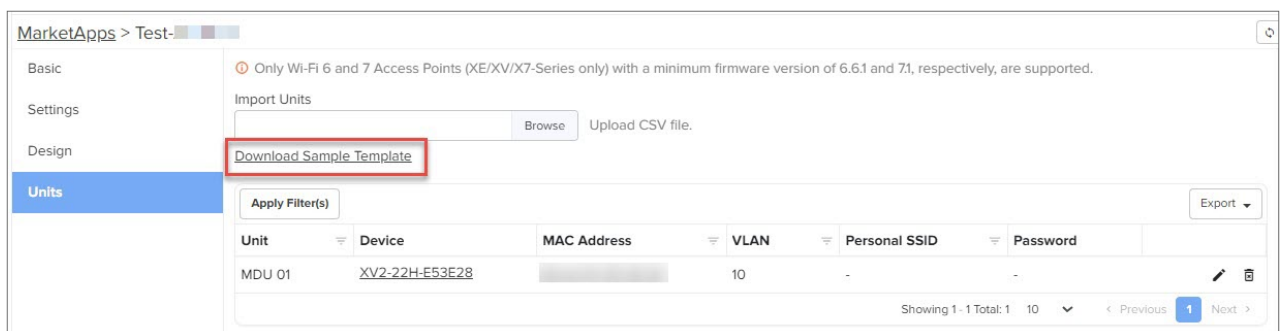 MarketApps > Test-
Basic
Settings
Design
Units
Only Wi-Fi 6 and 7 Access Points (XE/XV/X7-Series only) with a minimum firmware version of 6.6.1 and 7.1, respectively, are supported.
Import Units
Browse Upload CSV file.
Download Sample Template
Apply Filter(s) Export
Unit Device MAC Address VLAN Personal SSID Password
MDU 01 XV2-22H-E53E28 10 - -
Showing 1 - 1 Total: 1 10 < Previous 1 Next >